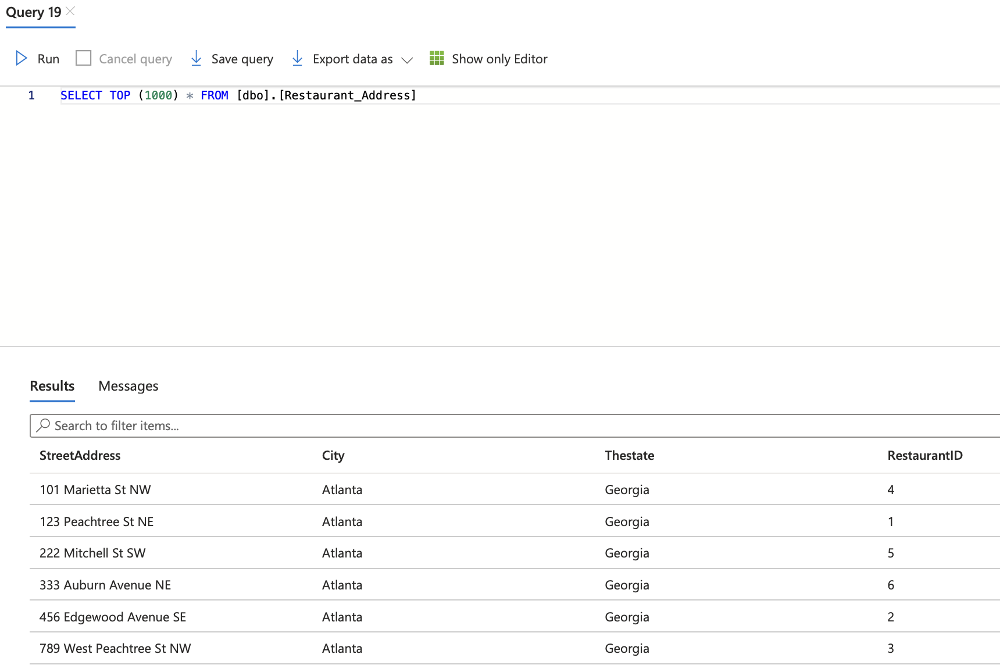 Query 19
Run Cancel query Save query Export data as Show only Editor
1 SELECT TOP (1000) * FROM [dbo].[Restaurant_Address]
Results Messages
Search to filter items...
StreetAddress City Thestate RestaurantID
101 Marietta St NW Atlanta Georgia 4
123 Peachtree St NE Atlanta Georgia 1
222 Mitchell St SW Atlanta Georgia 5
333 Auburn Avenue NE Atlanta Georgia 6
456 Edgewood Avenue SE Atlanta Georgia 2
789 West Peachtree St NW Atlanta Georgia 3